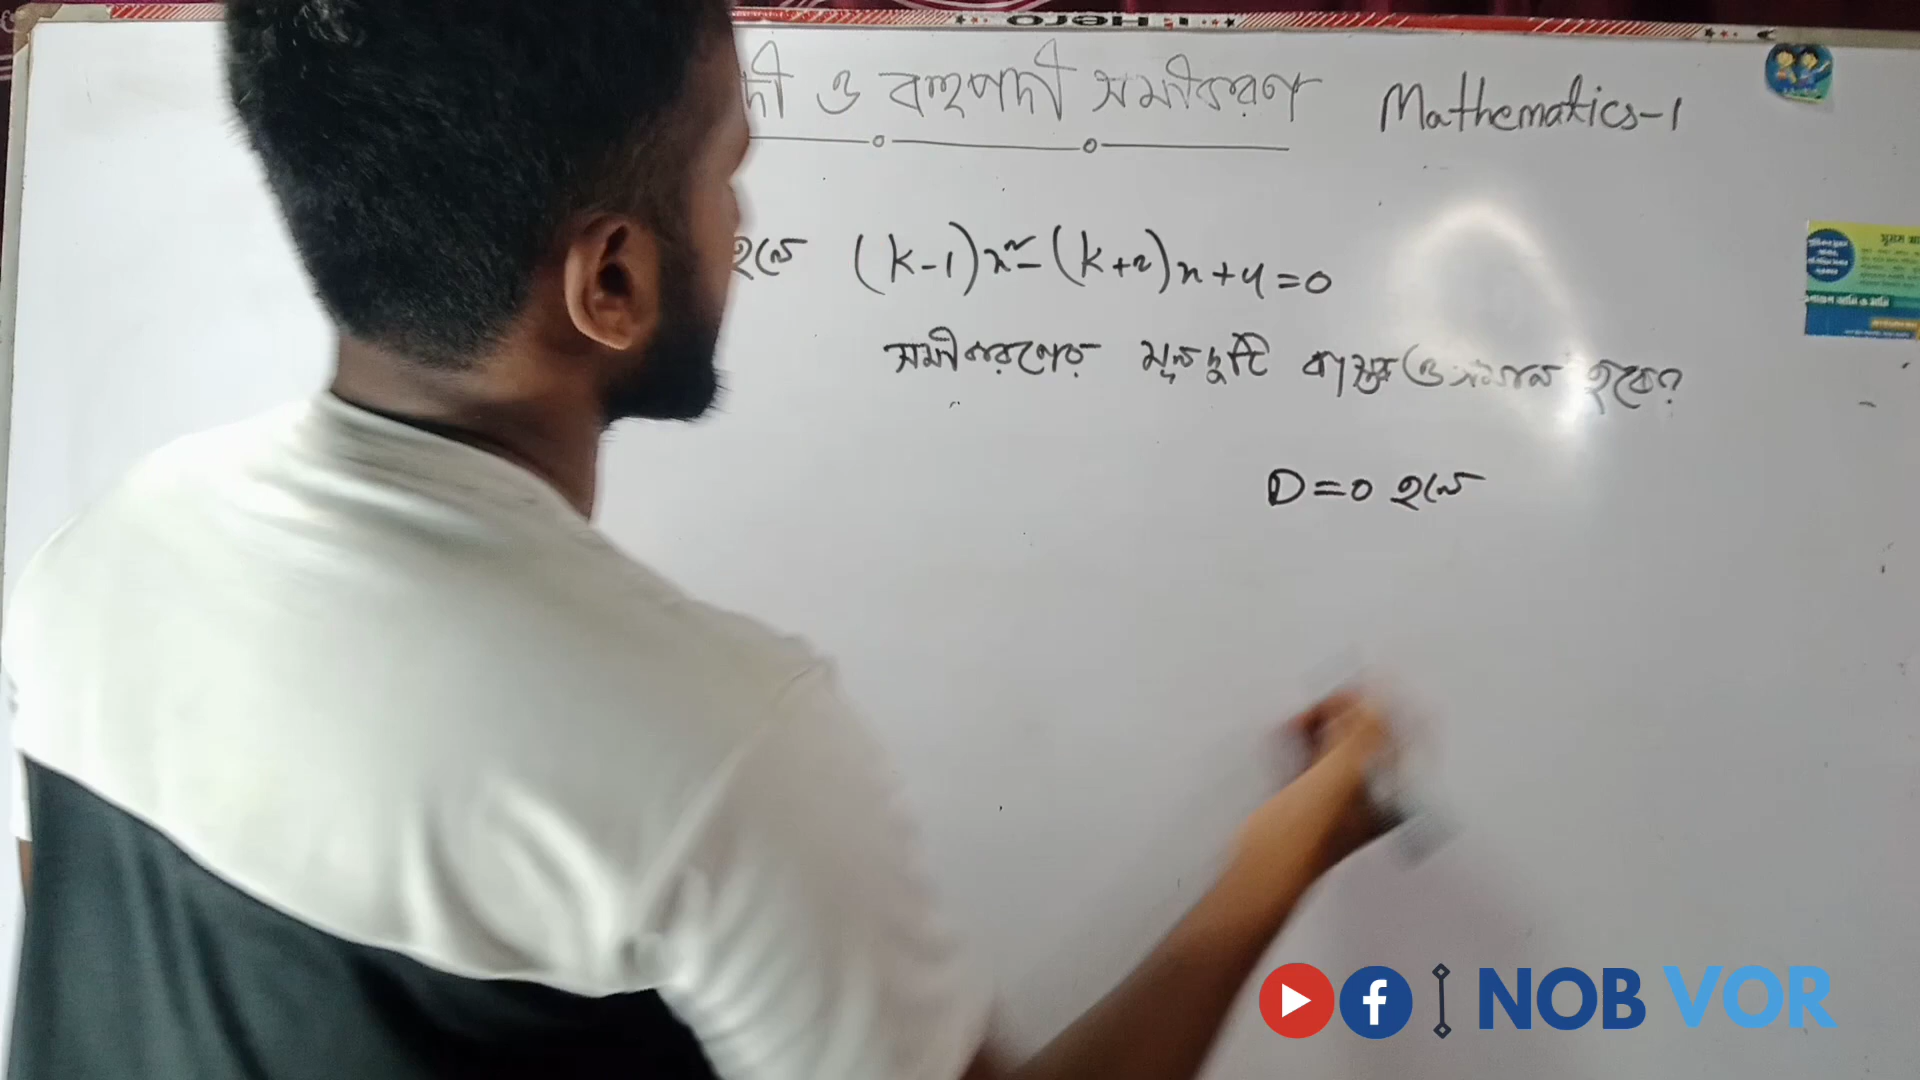 ও বহুপদী সমীকরণ Mathematics-1
হলে (k-1)x² - (k+2)x + 4 = 0
সমীকরণের মূলদুটি বাস্তব ও সমান হবে?
D = 0 হলে
NOB VOR